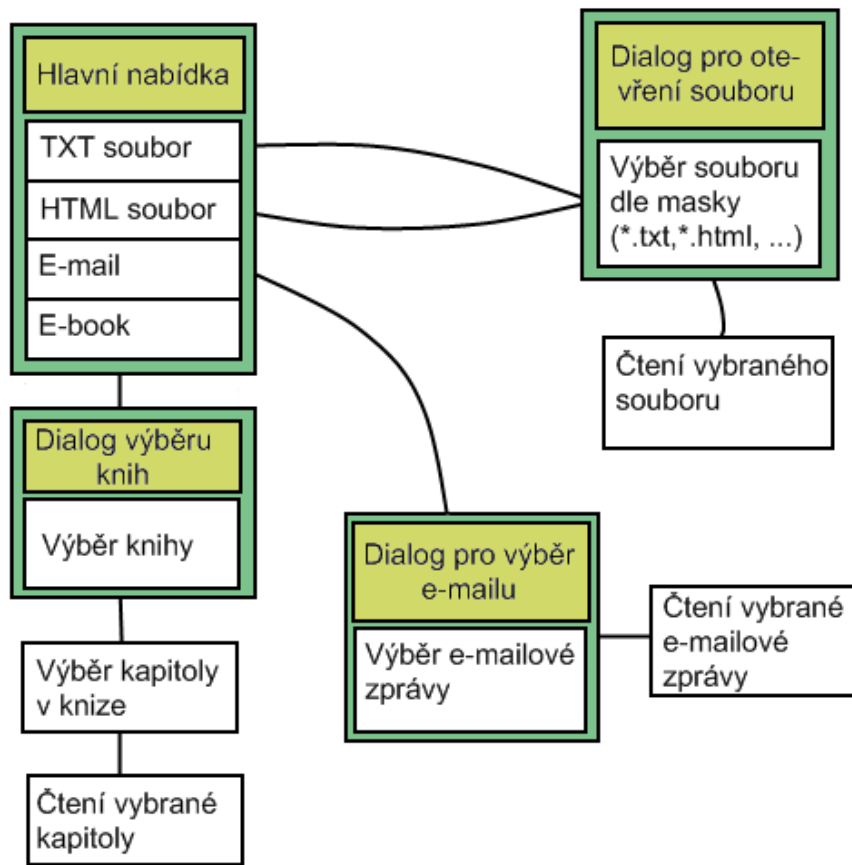 Hlavní nabídka
TXT soubor
HTML soubor
E-mail
E-book
Dialog pro ote-
vření souboru
Výběr souboru
dle masky
(*.txt,*.html, ...)
Čtení vybraného
souboru
Dialog výběru
knih
Výběr knihy
Výběr kapitoly
v knize
Čtení vybrané
kapitoly
Dialog pro výběr
e-mailu
Výběr e-mailové
zprávy
Čtení vybrané
e-mailové
zprávy